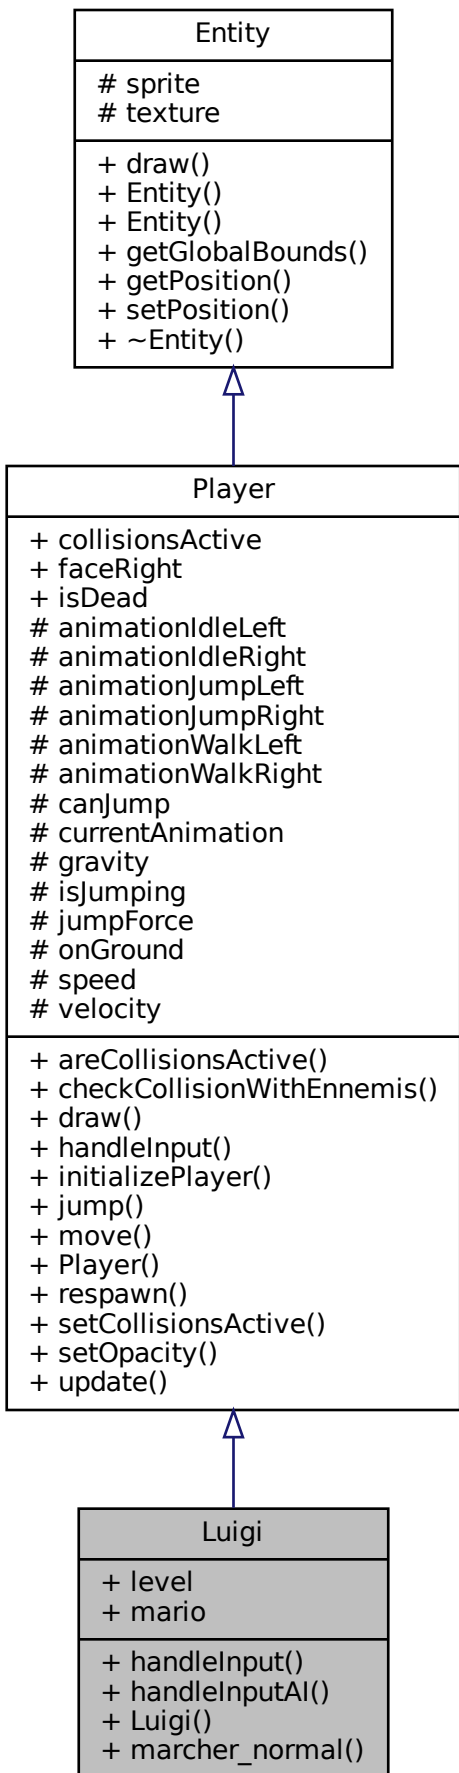 Entity
# sprite
# texture
+ draw()
+ Entity()
+ Entity()
+ getGlobalBounds()
+ getPosition()
+ setPosition()
+ ~Entity()
Player
+ collisionsActive
+ faceRight
+ isDead
# animationIdleLeft
# animationIdleRight
# animationJumpLeft
# animationJumpRight
# animationWalkLeft
# animationWalkRight
# canJump
# currentAnimation
# gravity
# isJumping
# jumpForce
# onGround
# speed
# velocity
+ areCollisionsActive()
+ checkCollisionWithEnnemis()
+ draw()
+ handleInput()
+ initializePlayer()
+ jump()
+ move()
+ Player()
+ respawn()
+ setCollisionsActive()
+ setOpacity()
+ update()
Luigi
+ level
+ mario
+ handleInput()
+ handleInputAI()
+ Luigi()
+ marcher_normal()